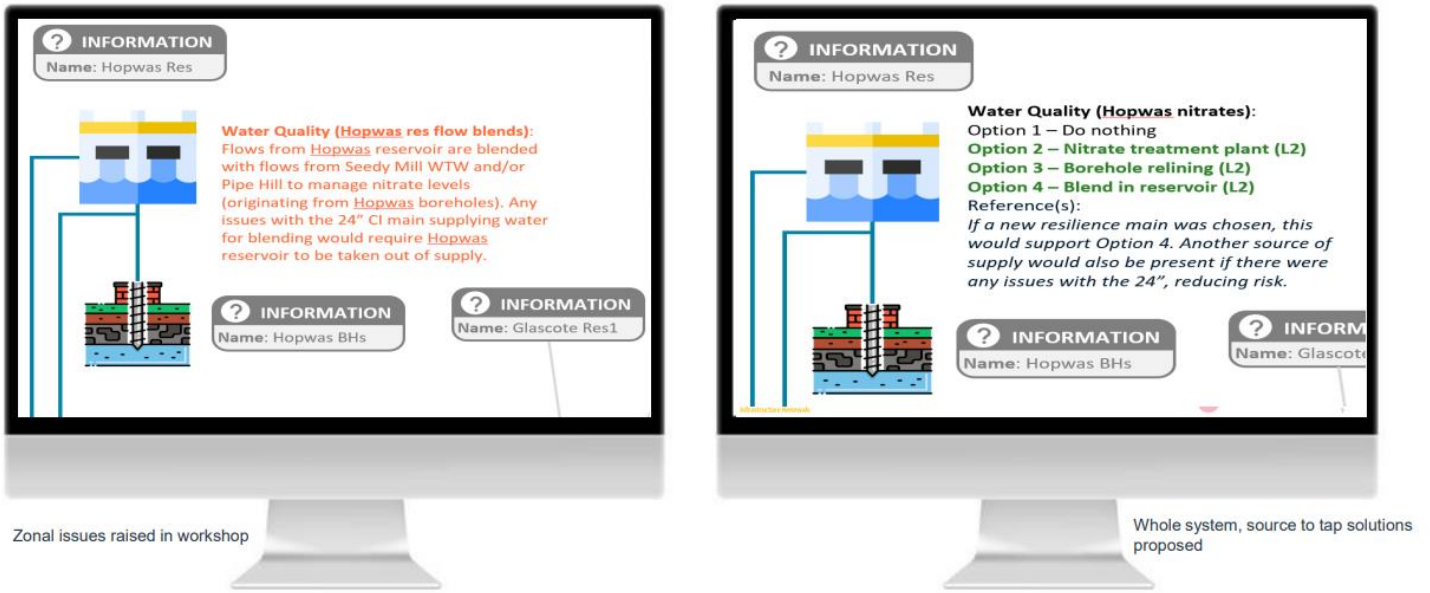 INFORMATION
Name: Hopwas Res
Water Quality (Hopwas res flow blends):
Flows from Hopwas reservoir are blended
with flows from Seedy Mill WTW and/or
Pipe Hill to manage nitrate levels
(originating from Hopwas boreholes). Any
issues with the 24” CI main supplying water
for blending would require Hopwas
reservoir to be taken out of supply.
INFORMATION
Name: Hopwas BHs
INFORMATION
Name: Glascote Res1
Zonal issues raised in workshop
INFORMATION
Name: Hopwas Res
Water Quality (Hopwas nitrates):
Option 1 – Do nothing
Option 2 – Nitrate treatment plant (L2)
Option 3 – Borehole relining (L2)
Option 4 – Blend in reservoir (L2)
Reference(s):
If a new resilience main was chosen, this
would support Option 4. Another source of
supply would also be present if there were
any issues with the 24”, reducing risk.
INFORMATION
Name: Hopwas BHs
INFORM
Name: Glascote
Infrastructure Renewals
Whole system, source to tap solutions
proposed